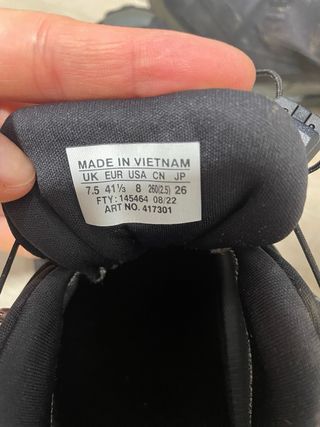 MADE IN VIETNAM
UK EUR USA CN JP
7.5 41⅓ 8 260(2.5) 26
FTY: 145464 08/22
ART NO. 417301